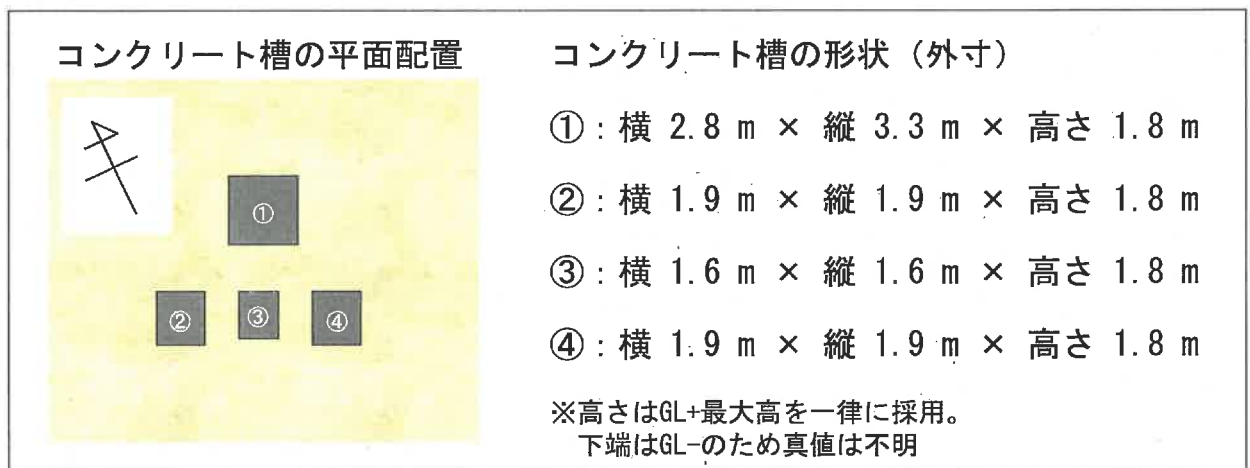 コンクリート槽の平面配置
①
②
③
④
コンクリート槽の形状（外寸）
①：横 2.8 m × 縦 3.3 m × 高さ 1.8 m
②：横 1.9 m × 縦 1.9 m × 高さ 1.8 m
③：横 1.6 m × 縦 1.6 m × 高さ 1.8 m
④：横 1.9 m × 縦 1.9 m × 高さ 1.8 m
※高さはGL+最大高を一律に採用。
下端はGL-のため真値は不明